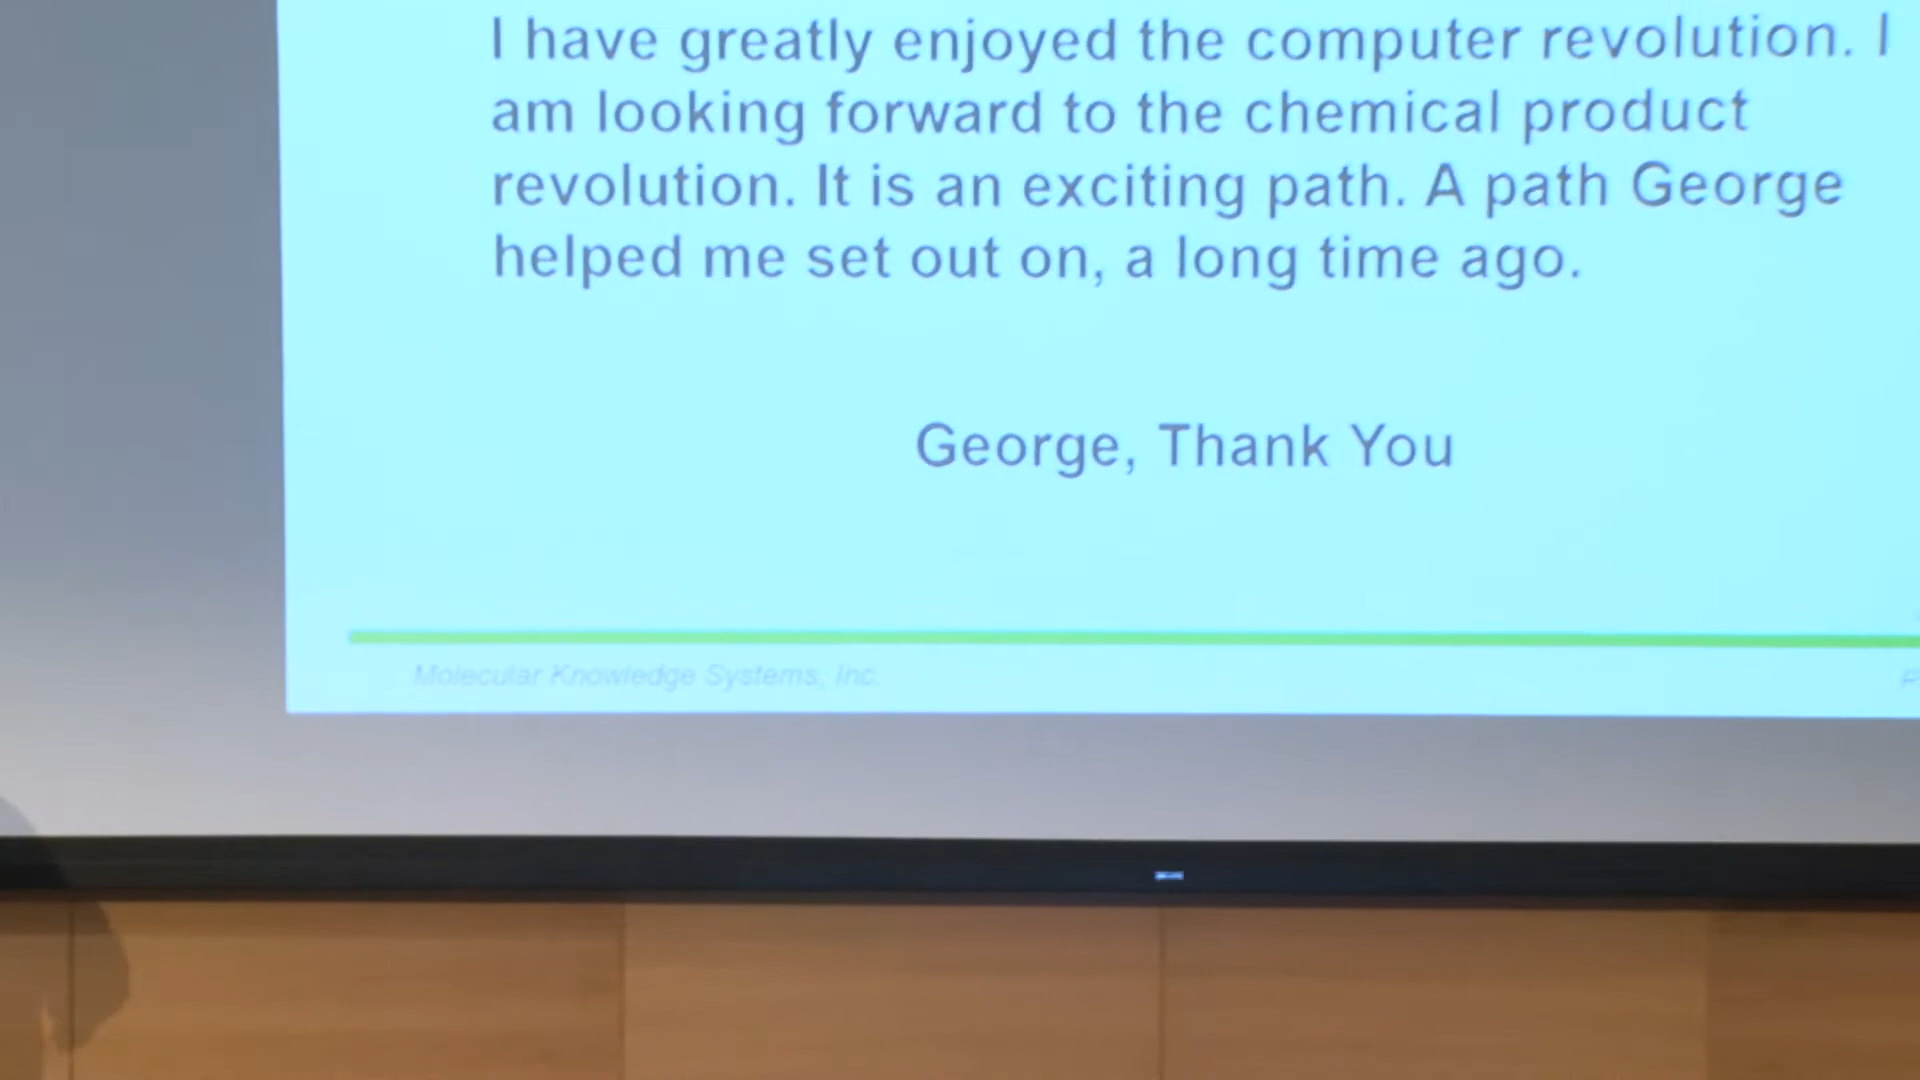 I have greatly enjoyed the computer revolution. I
am looking forward to the chemical product
revolution. It is an exciting path. A path George
helped me set out on, a long time ago.
George, Thank You
Molecular Knowledge Systems, Inc.